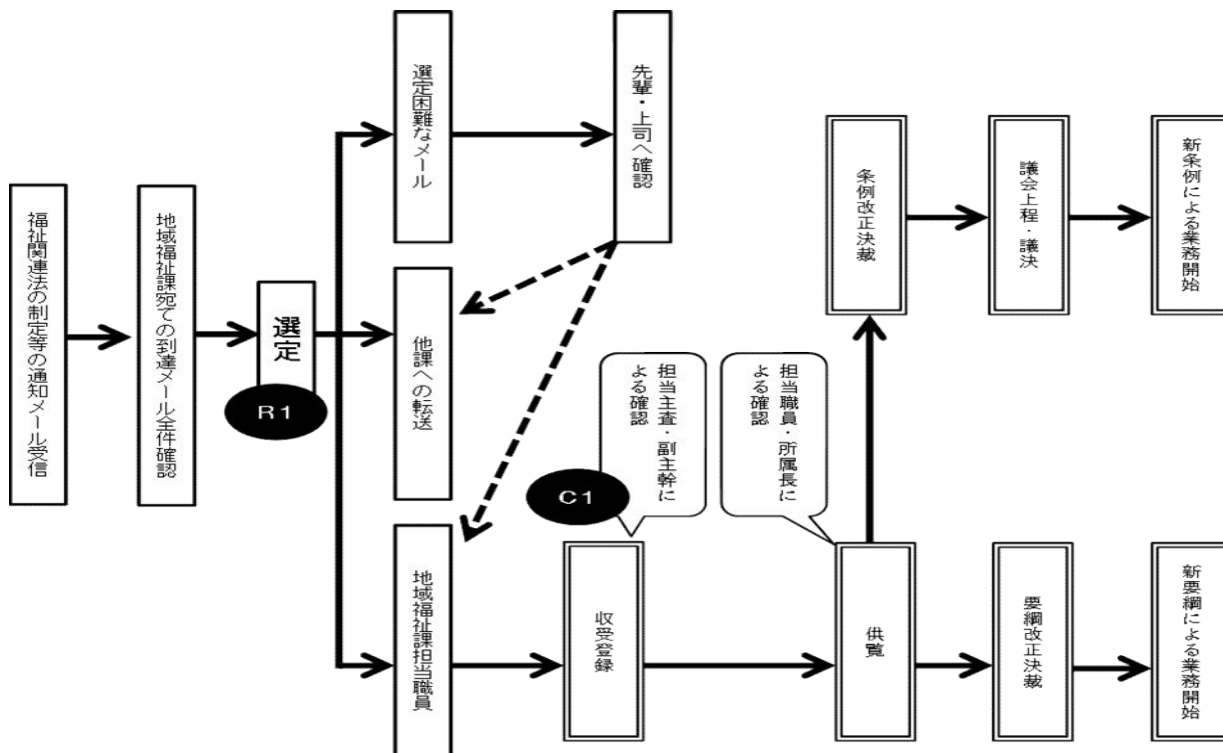 福祉関連法の制定等の通知メール受信
地域福祉課宛ての到達メール全件確認
選定
R1
選定困難なメール
先輩・上司へ確認
他課への転送
地域福祉課担当職員
収受登録
C1
担当主査・副主幹に
よる確認
担当職員・所属長に
よる確認
供覧
条例改正決裁
議会上程・議決
新条例による業務開始
要綱改正決裁
新要綱による業務開始